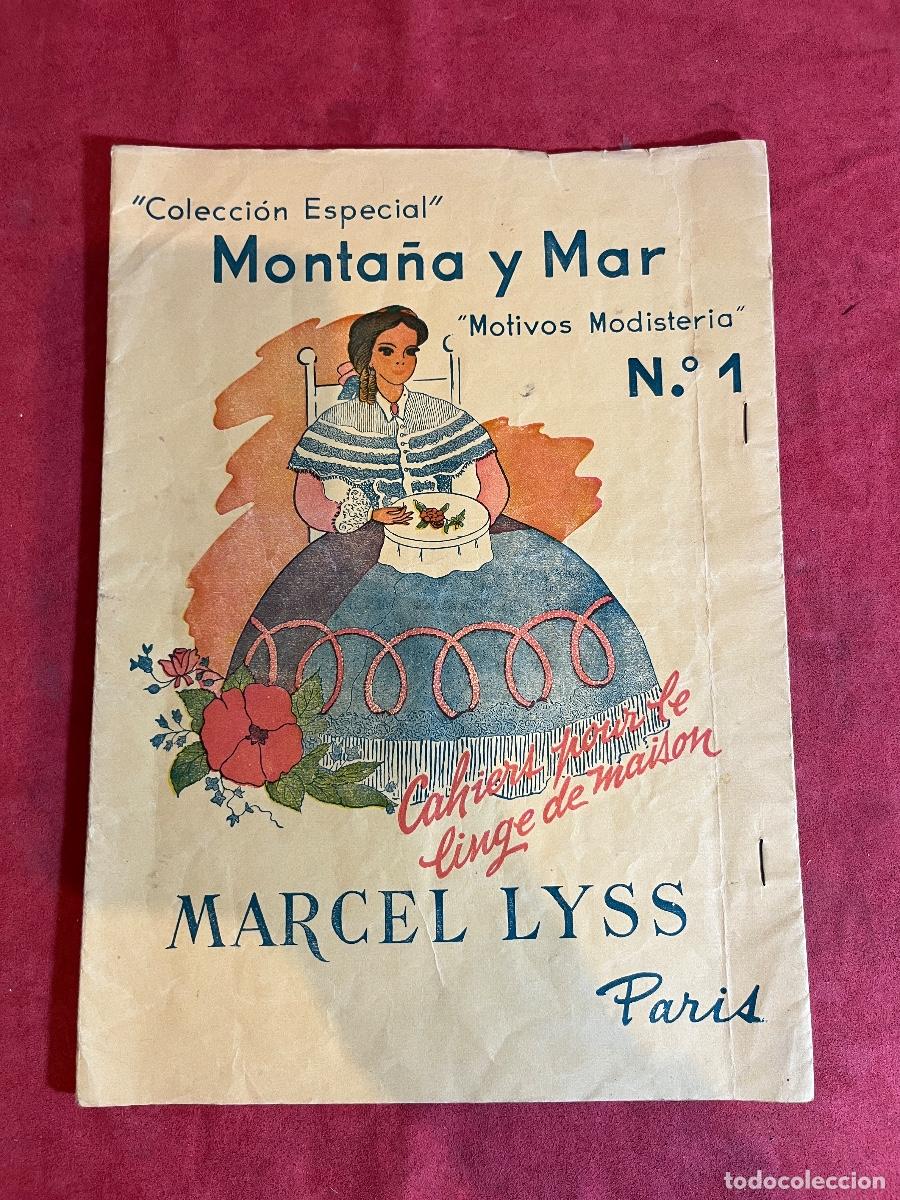 "Colección Especial"
Montaña y Mar
"Motivos Modisteria"
N.º 1
Cahiers pour le
linge de maison
MARCEL LYSS
Paris
todocoleccion